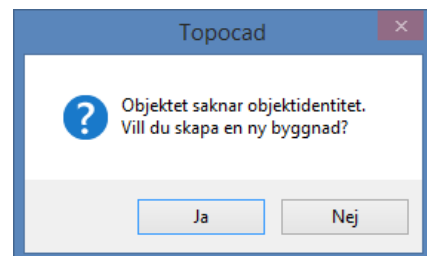 Topocad
Objektet saknar objektidentitet.
Vill du skapa en ny byggnad?
Ja
Nej